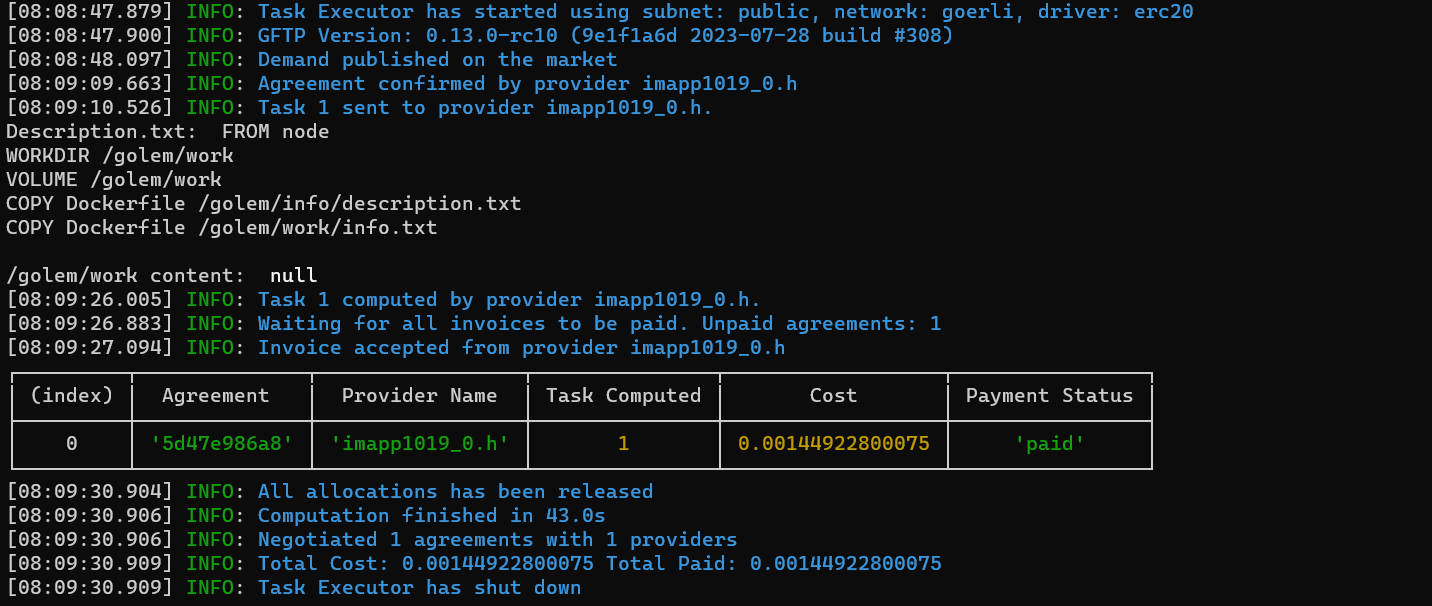 [08:08:47.879] INFO: Task Executor has started using subnet: public, network: goerli, driver: erc20
[08:08:47.900] INFO: GFTP Version: 0.13.0-rc10 (9e1f1a6d 2023-07-28 build #308)
[08:08:48.097] INFO: Demand published on the market
[08:09:09.663] INFO: Agreement confirmed by provider imapp1019_0.h
[08:09:10.526] INFO: Task 1 sent to provider imapp1019_0.h.
Description.txt:  FROM node
WORKDIR /golem/work
VOLUME /golem/work
COPY Dockerfile /golem/info/description.txt
COPY Dockerfile /golem/work/info.txt
/golem/work content:  null
[08:09:26.005] INFO: Task 1 computed by provider imapp1019_0.h.
[08:09:26.883] INFO: Waiting for all invoices to be paid. Unpaid agreements: 1
[08:09:27.094] INFO: Invoice accepted from provider imapp1019_0.h
(index) Agreement Provider Name Task Computed Cost Payment Status
0 '5d47e986a8' 'imapp1019_0.h' 1 0.00144922800075 'paid'
[08:09:30.904] INFO: All allocations has been released
[08:09:30.906] INFO: Computation finished in 43.0s
[08:09:30.906] INFO: Negotiated 1 agreements with 1 providers
[08:09:30.909] INFO: Total Cost: 0.00144922800075 Total Paid: 0.00144922800075
[08:09:30.909] INFO: Task Executor has shut down